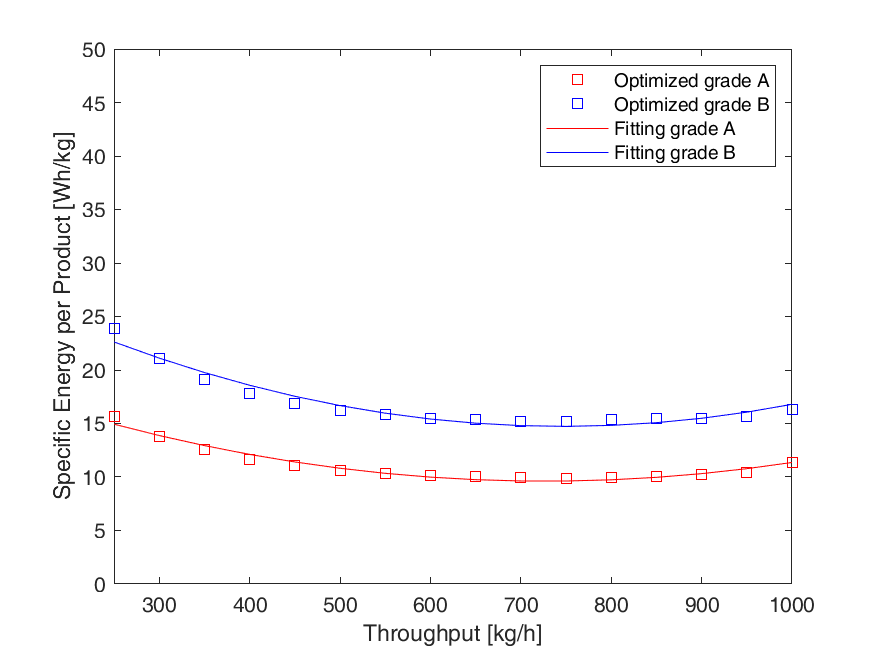 50
45
40
35
30
25
20
15
10
5
0
Specific Energy per Product [Wh/kg]
Optimized grade A
Optimized grade B
Fitting grade A
Fitting grade B
300 400 500 600 700 800 900 1000
Throughput [kg/h]